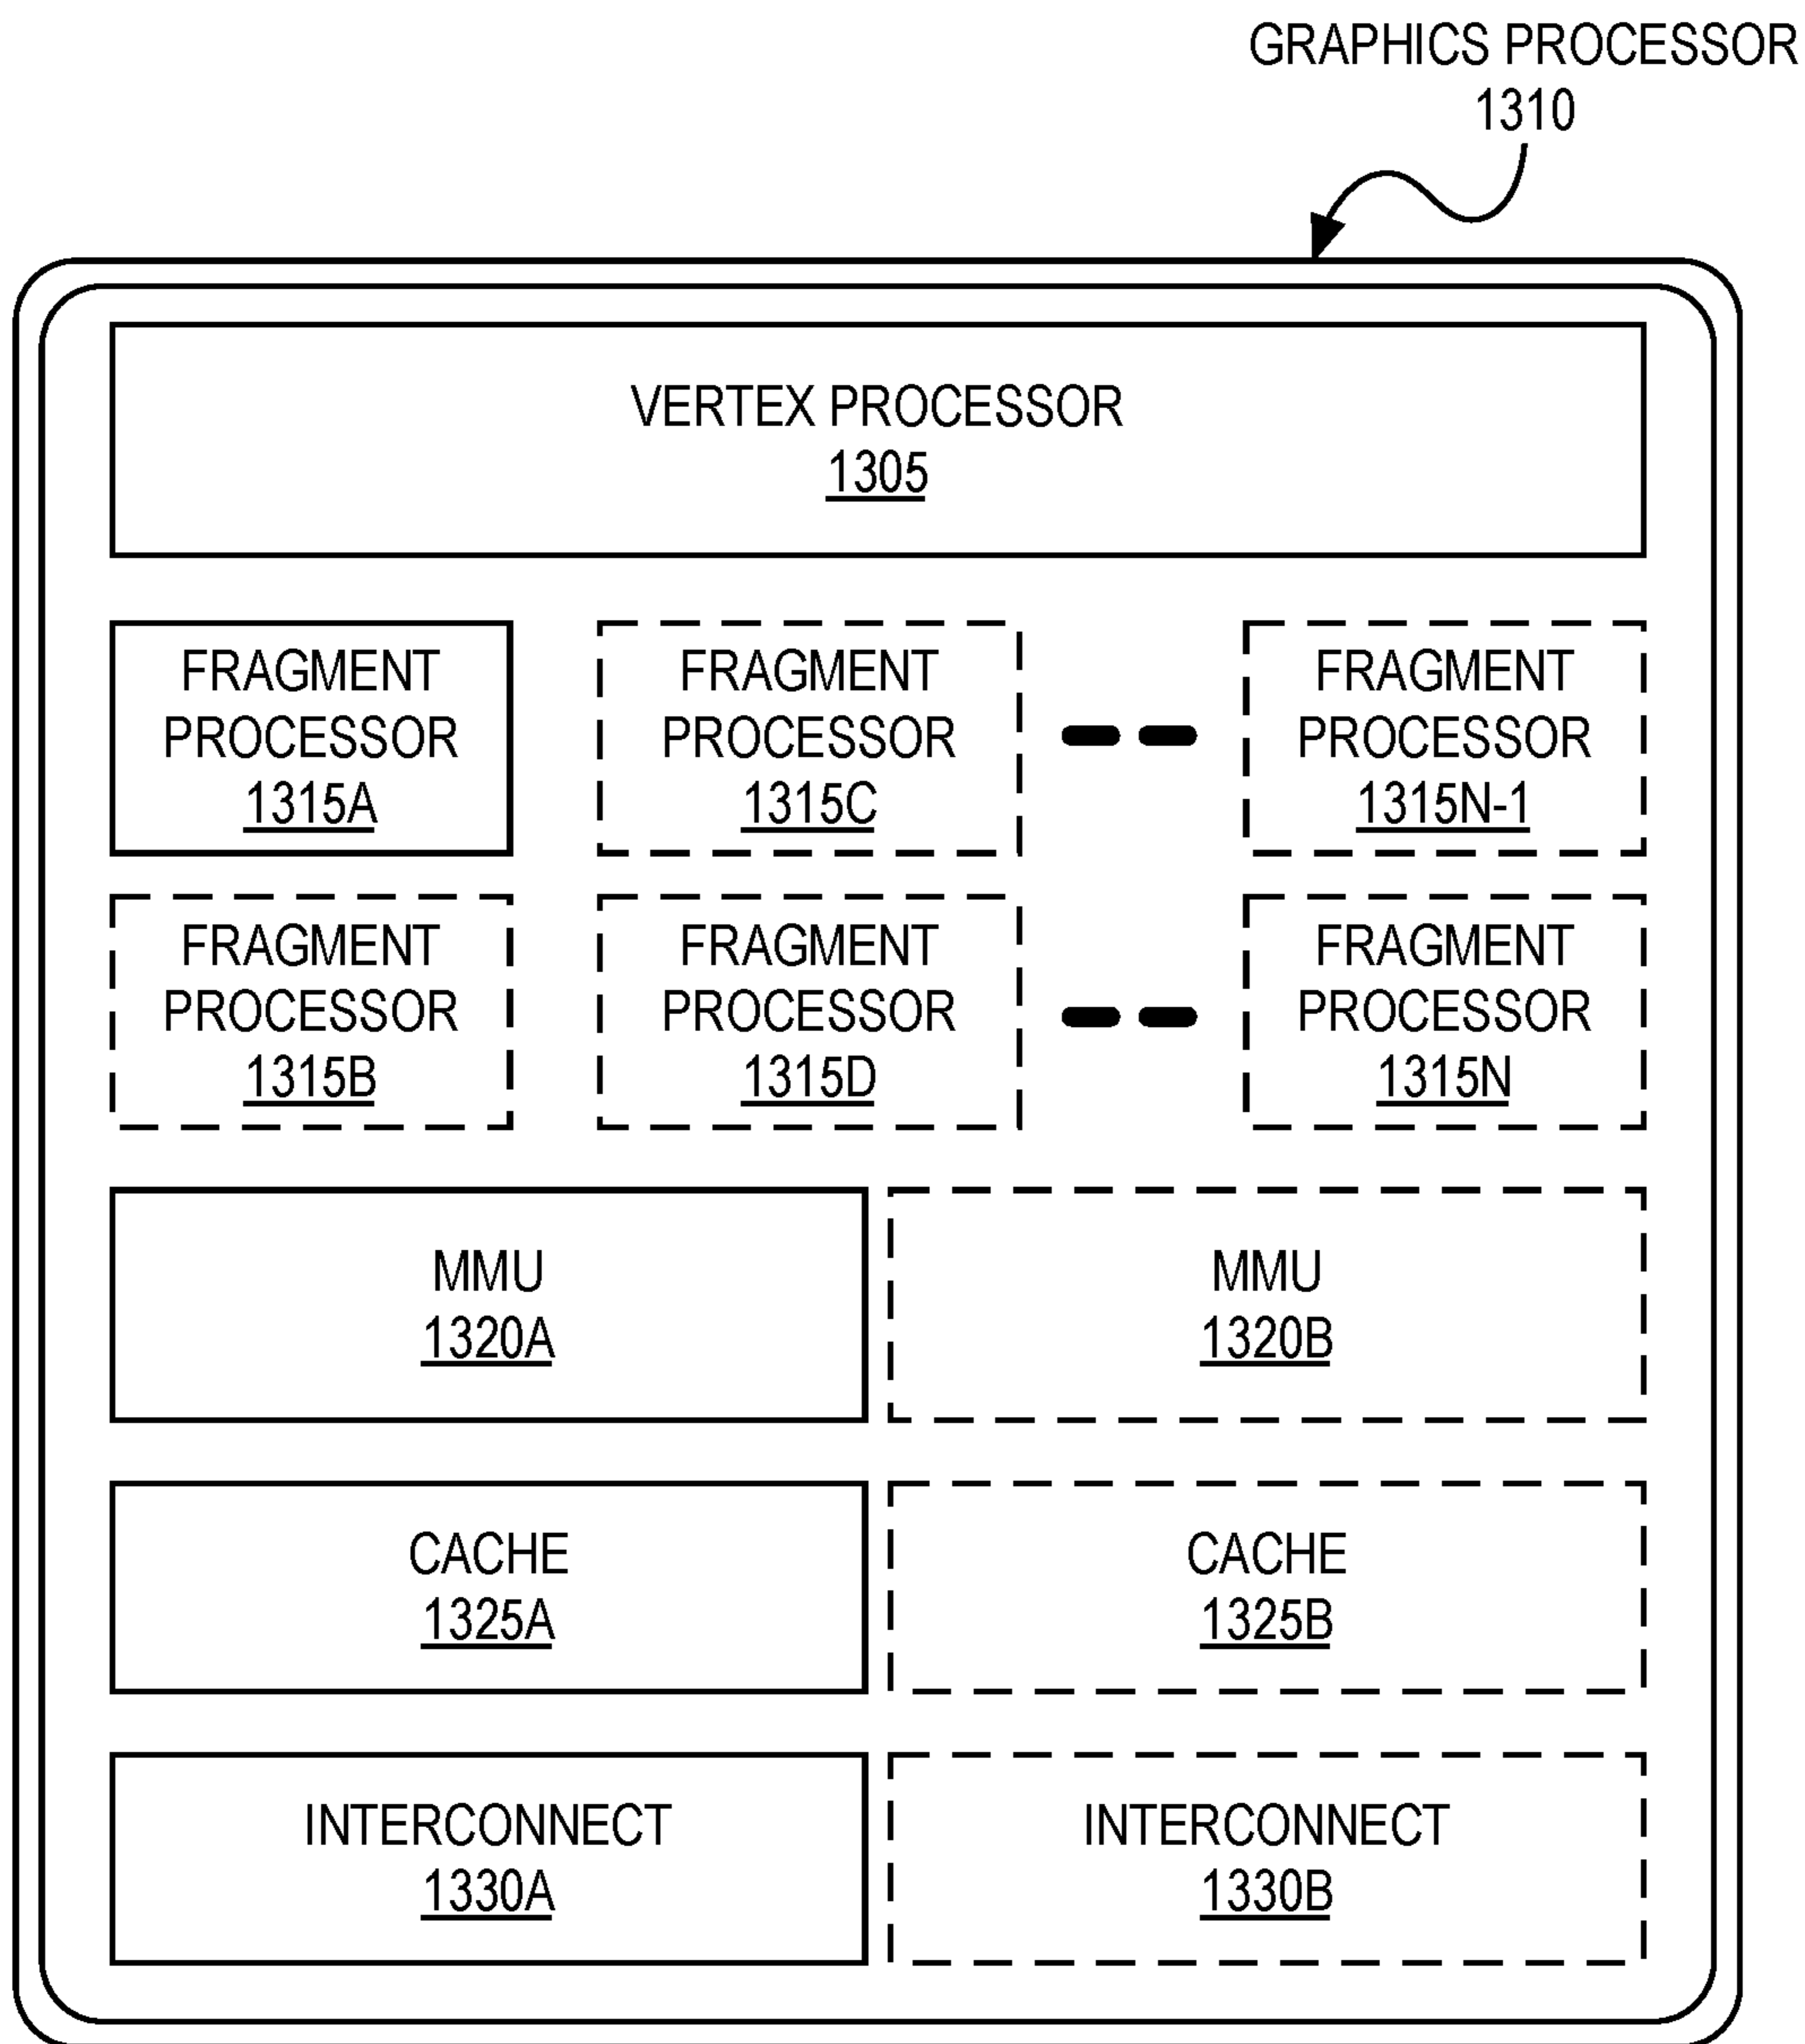 GRAPHICS PROCESSOR
1310
VERTEX PROCESSOR
1305
FRAGMENT
PROCESSOR
1315A
FRAGMENT
PROCESSOR
1315C
FRAGMENT
PROCESSOR
1315N-1
FRAGMENT
PROCESSOR
1315B
FRAGMENT
PROCESSOR
1315D
FRAGMENT
PROCESSOR
1315N
MMU
1320A
MMU
1320B
CACHE
1325A
CACHE
1325B
INTERCONNECT
1330A
INTERCONNECT
1330B